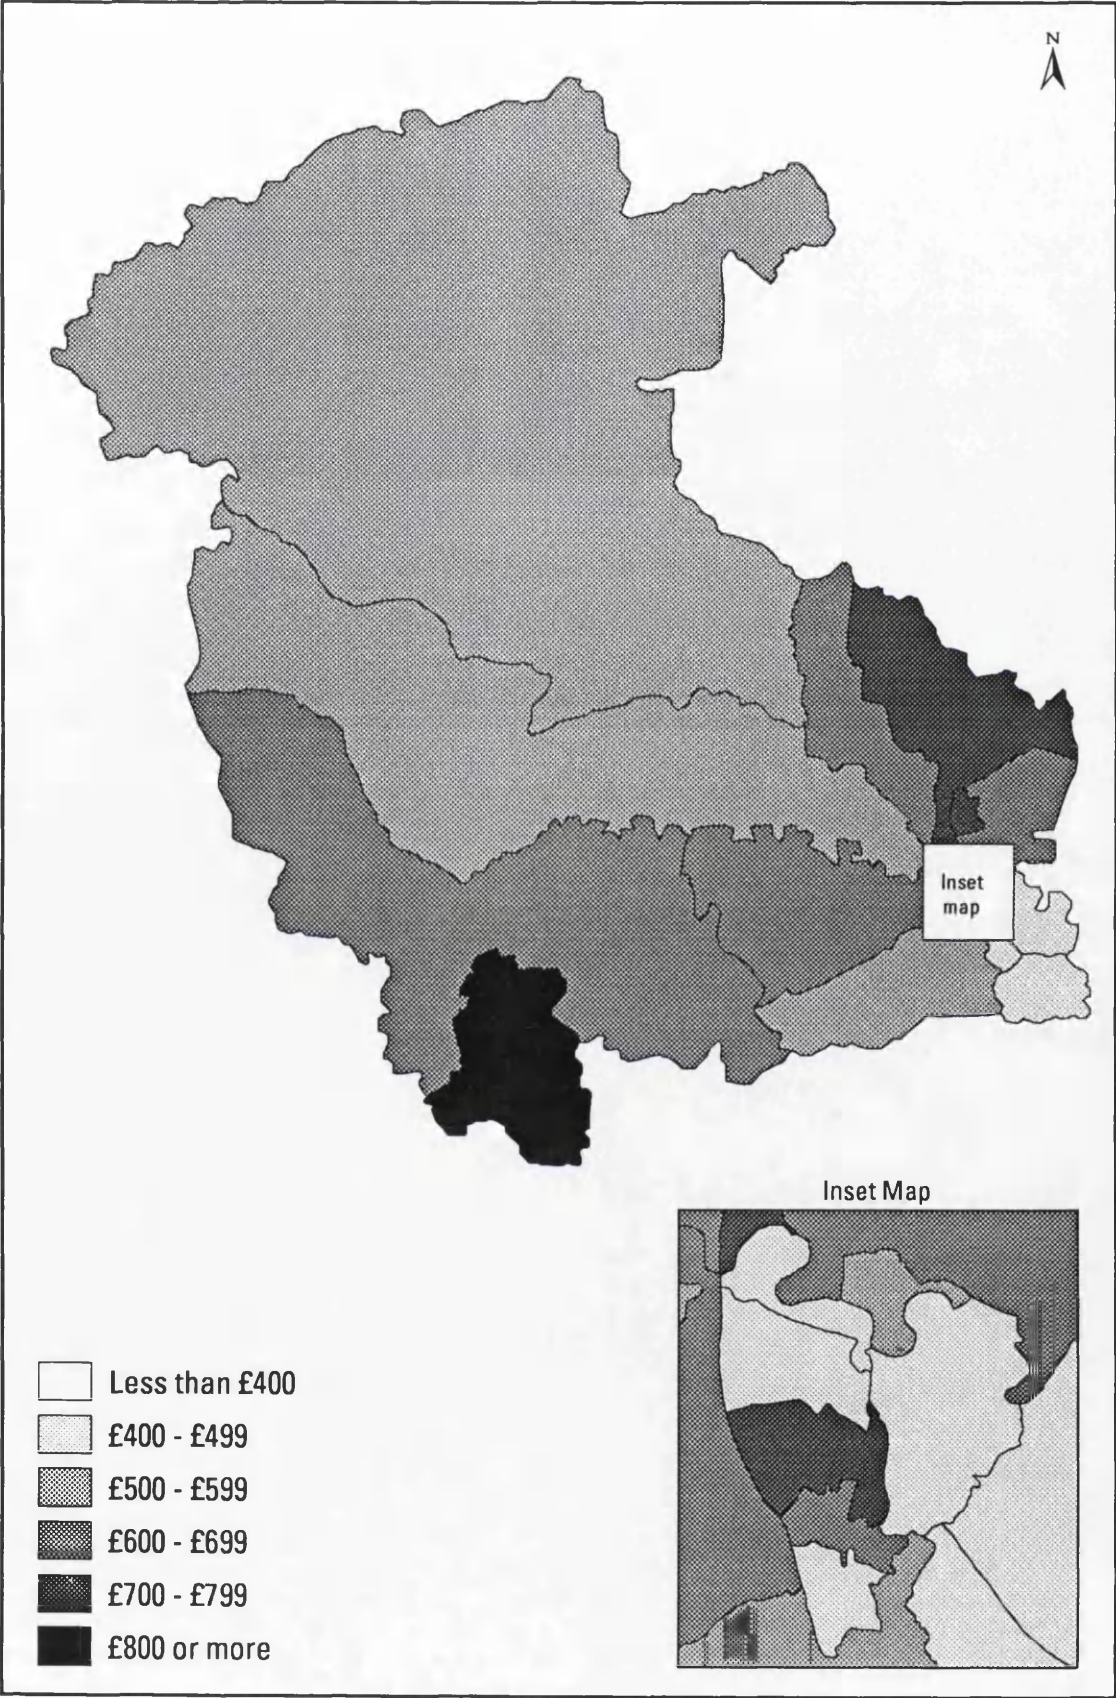 N
Inset
map
Inset Map
Less than £400
£400 - £499
£500 - £599
£600 - £699
£700 - £799
£800 or more